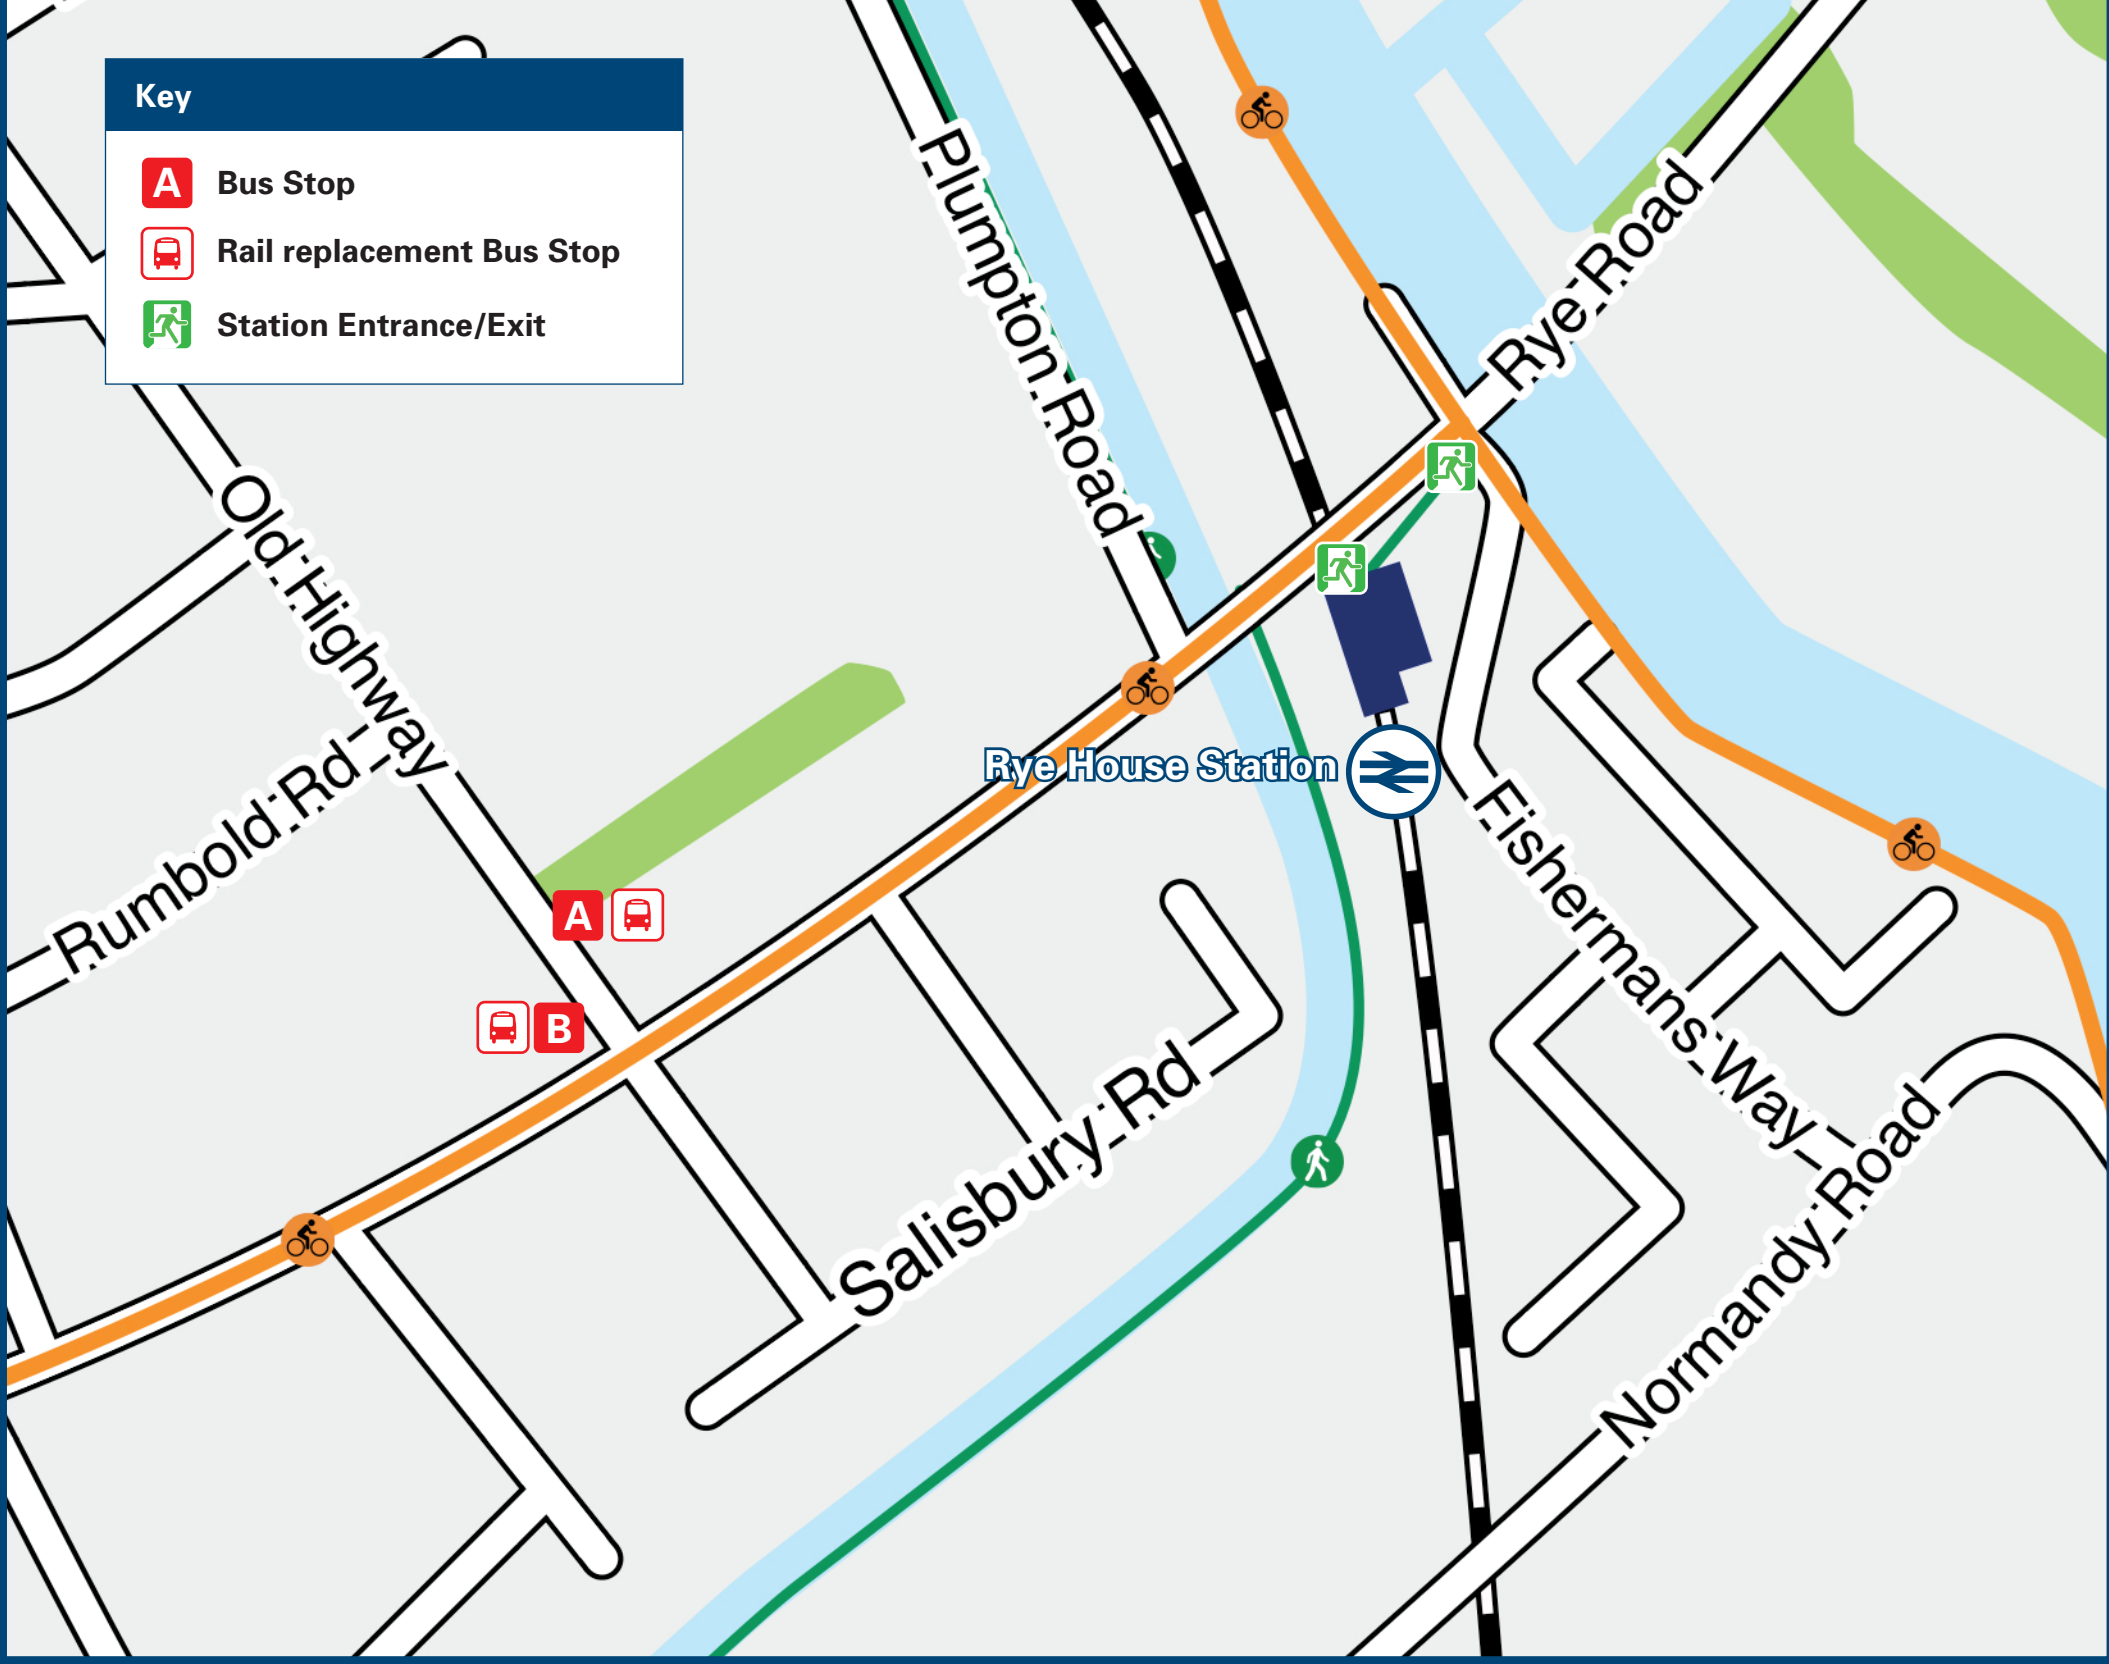 Key
A Bus Stop
Rail replacement Bus Stop
Station Entrance/Exit
Plumpton Road
Rye Road
Old Highway
Rumbold Rd
Rye House Station
Fishermans Way
A
B
Salisbury Rd
Normandy Road